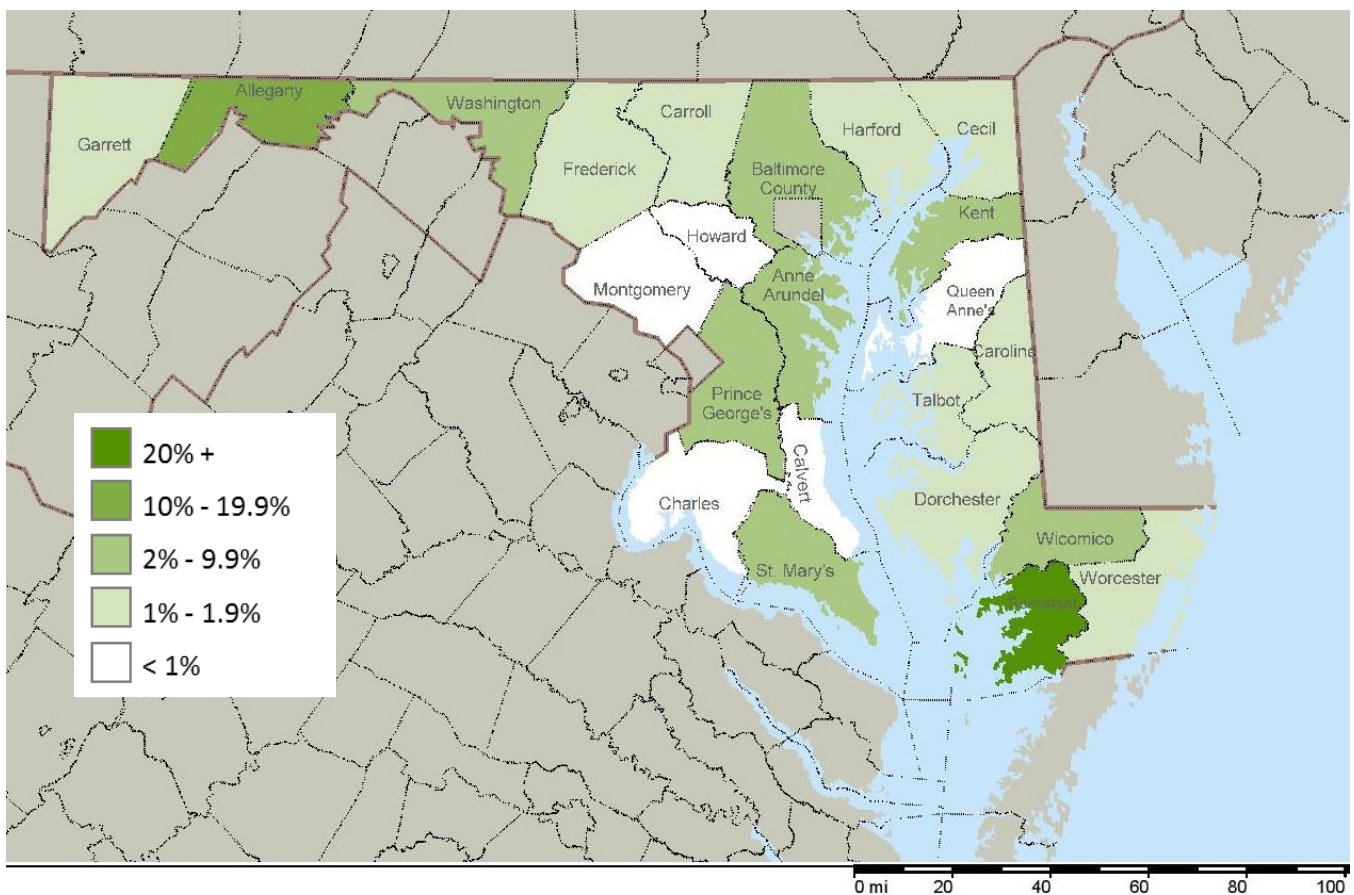 Allegany
Washington
Garrett
Frederick
Carroll
Baltimore
County
Harford
Cecil
Kent
Howard
Montgomery
Anne
Arundel
Queen
Anne's
Caroline
Talbot
Prince
George's
Calvert
Charles
Dorchester
St. Mary's
Wicomico
Worcester
Somerset
20% +
10% - 19.9%
2% - 9.9%
1% - 1.9%
< 1%
0 mi 20 40 60 80 100